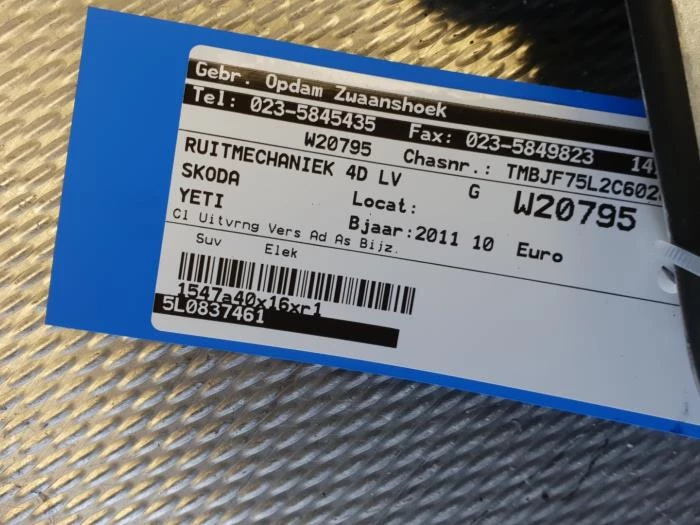 Gebr. Opdam Zwaanshoek
Tel: 023-5845435 Fax: 023-5849823
W20795 Chasnr.: TMBJF75L2C602
RUITMECHANIEK 4D LV G W20795
SKODA Locat:
YETI Bjaar:2011 10 Euro
Cl Uitvrng Vers Ad As Bijz.
Suv Elek
1547a40x16xr1
5L0837461